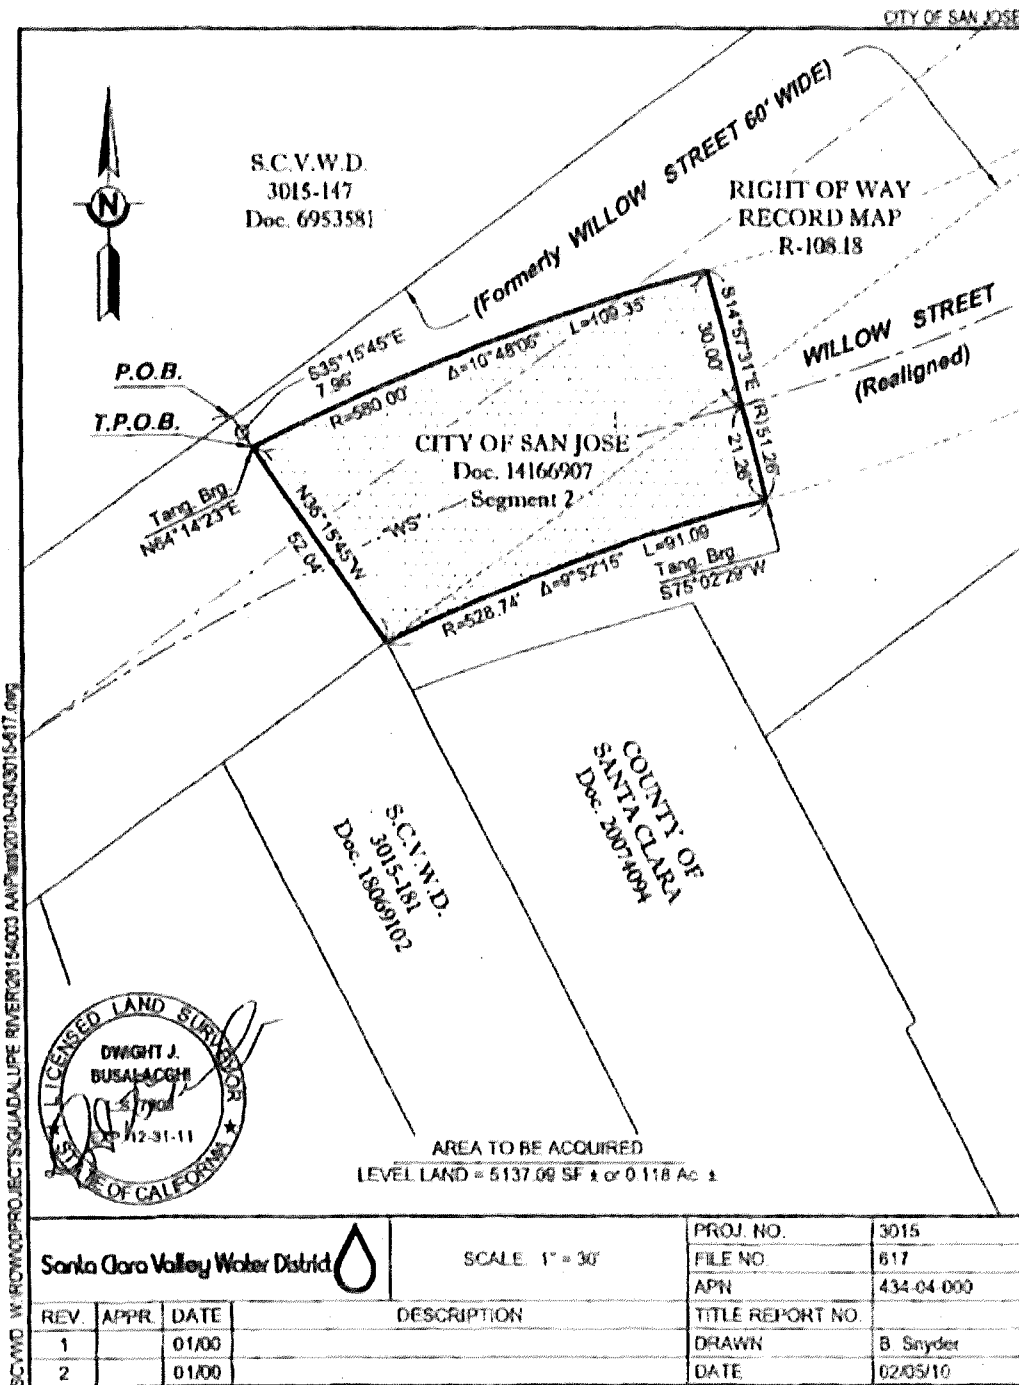 CITY OF SAN JOSE
N
S.C.V.W.D.
3015-147
Doc. 6953581
(Formerly WILLOW STREET 60' WIDE)
RIGHT OF WAY
RECORD MAP
R-108.18
WILLOW STREET
(Realigned)
P.O.B.
T.P.O.B.
S35°15'45"E
7.96'
R=580.00'
Δ=10°48'06"
L=109.35'
S14°57'31"E (R) 51.26'
30.00'
21.26'
CITY OF SAN JOSE
Doc. 14166907
Segment 2
Tang. Brg.
N64°14'23"E
N36°15'45"W
52.04'
"WS"
R=528.74'
Δ=9°52'15"
L=91.09
Tang. Brg
S75°02'29"W
COUNTY OF
SANTA CLARA
Doc. 20074094
S.C.V.W.D.
3015-181
Doc. 18069102
LICENSED LAND SURVEYOR
DWIGHT J.
BUSALACCHI
12-31-11
STATE OF CALIFORNIA
AREA TO BE ACQUIRED
LEVEL LAND = 5137.09 SF ± or 0.118 Ac ±
Santa Clara Valley Water District
SCALE 1" = 30'
PROJ. NO. 3015
FILE NO. 617
APN 434-04-000
TITLE REPORT NO.
DRAWN B. Snyder
DATE 02/05/10
REV. APPR. DATE DESCRIPTION
1 01/00
2 01/00